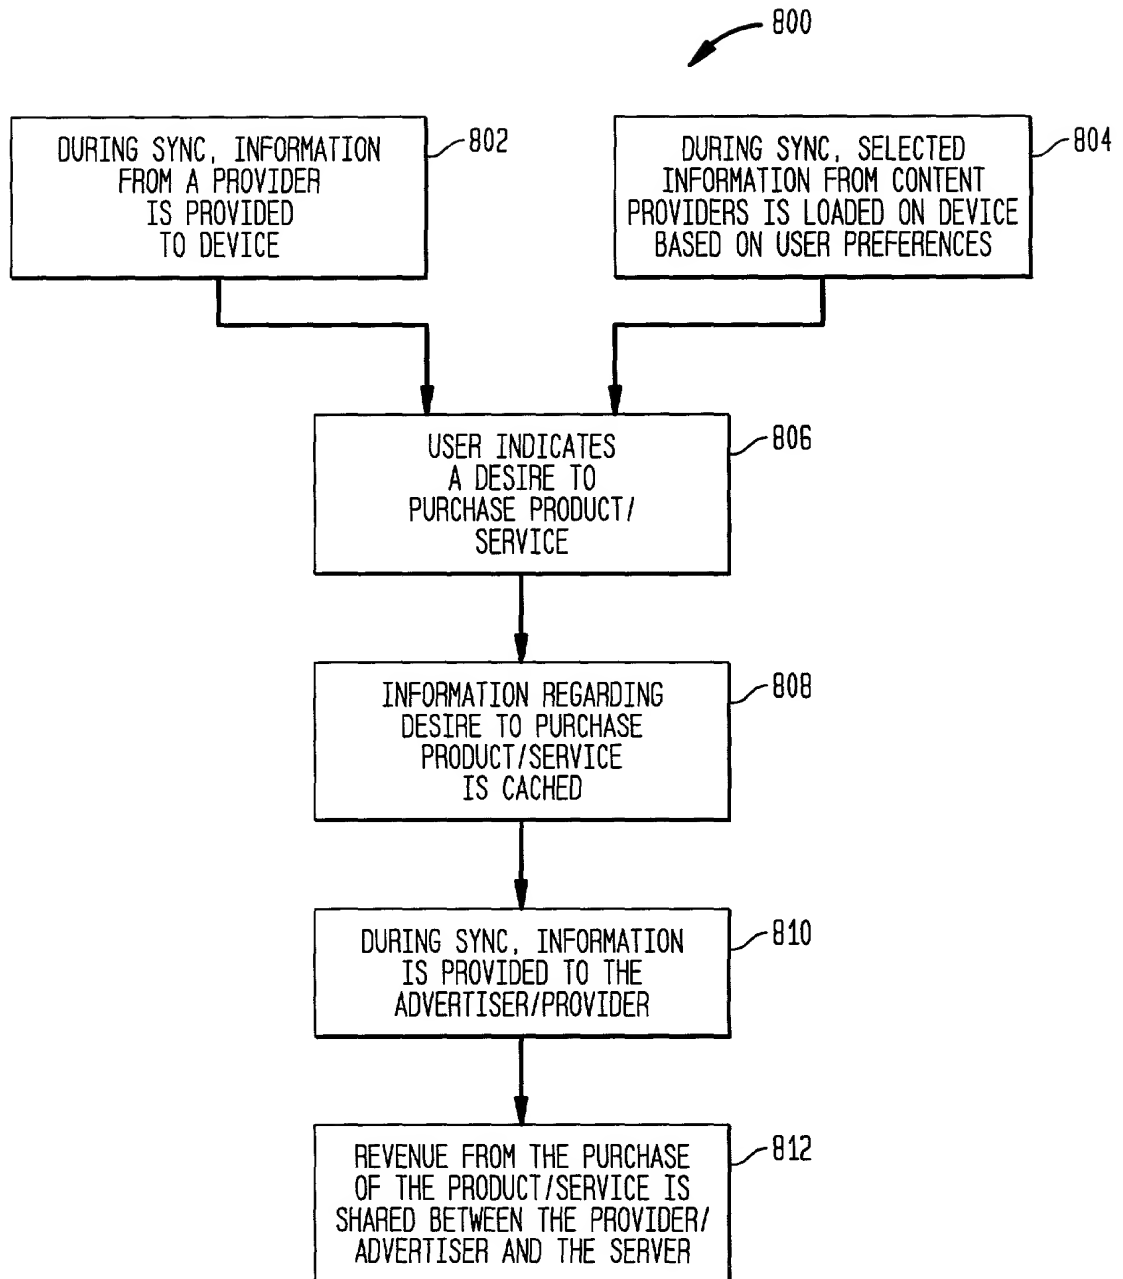 800
DURING SYNC, INFORMATION
FROM A PROVIDER
IS PROVIDED
TO DEVICE
802
DURING SYNC, SELECTED
INFORMATION FROM CONTENT
PROVIDERS IS LOADED ON DEVICE
BASED ON USER PREFERENCES
804
USER INDICATES
A DESIRE TO
PURCHASE PRODUCT/
SERVICE
806
INFORMATION REGARDING
DESIRE TO PURCHASE
PRODUCT/SERVICE
IS CACHED
808
DURING SYNC, INFORMATION
IS PROVIDED TO THE
ADVERTISER/PROVIDER
810
REVENUE FROM THE PURCHASE
OF THE PRODUCT/SERVICE IS
SHARED BETWEEN THE PROVIDER/
ADVERTISER AND THE SERVER
812